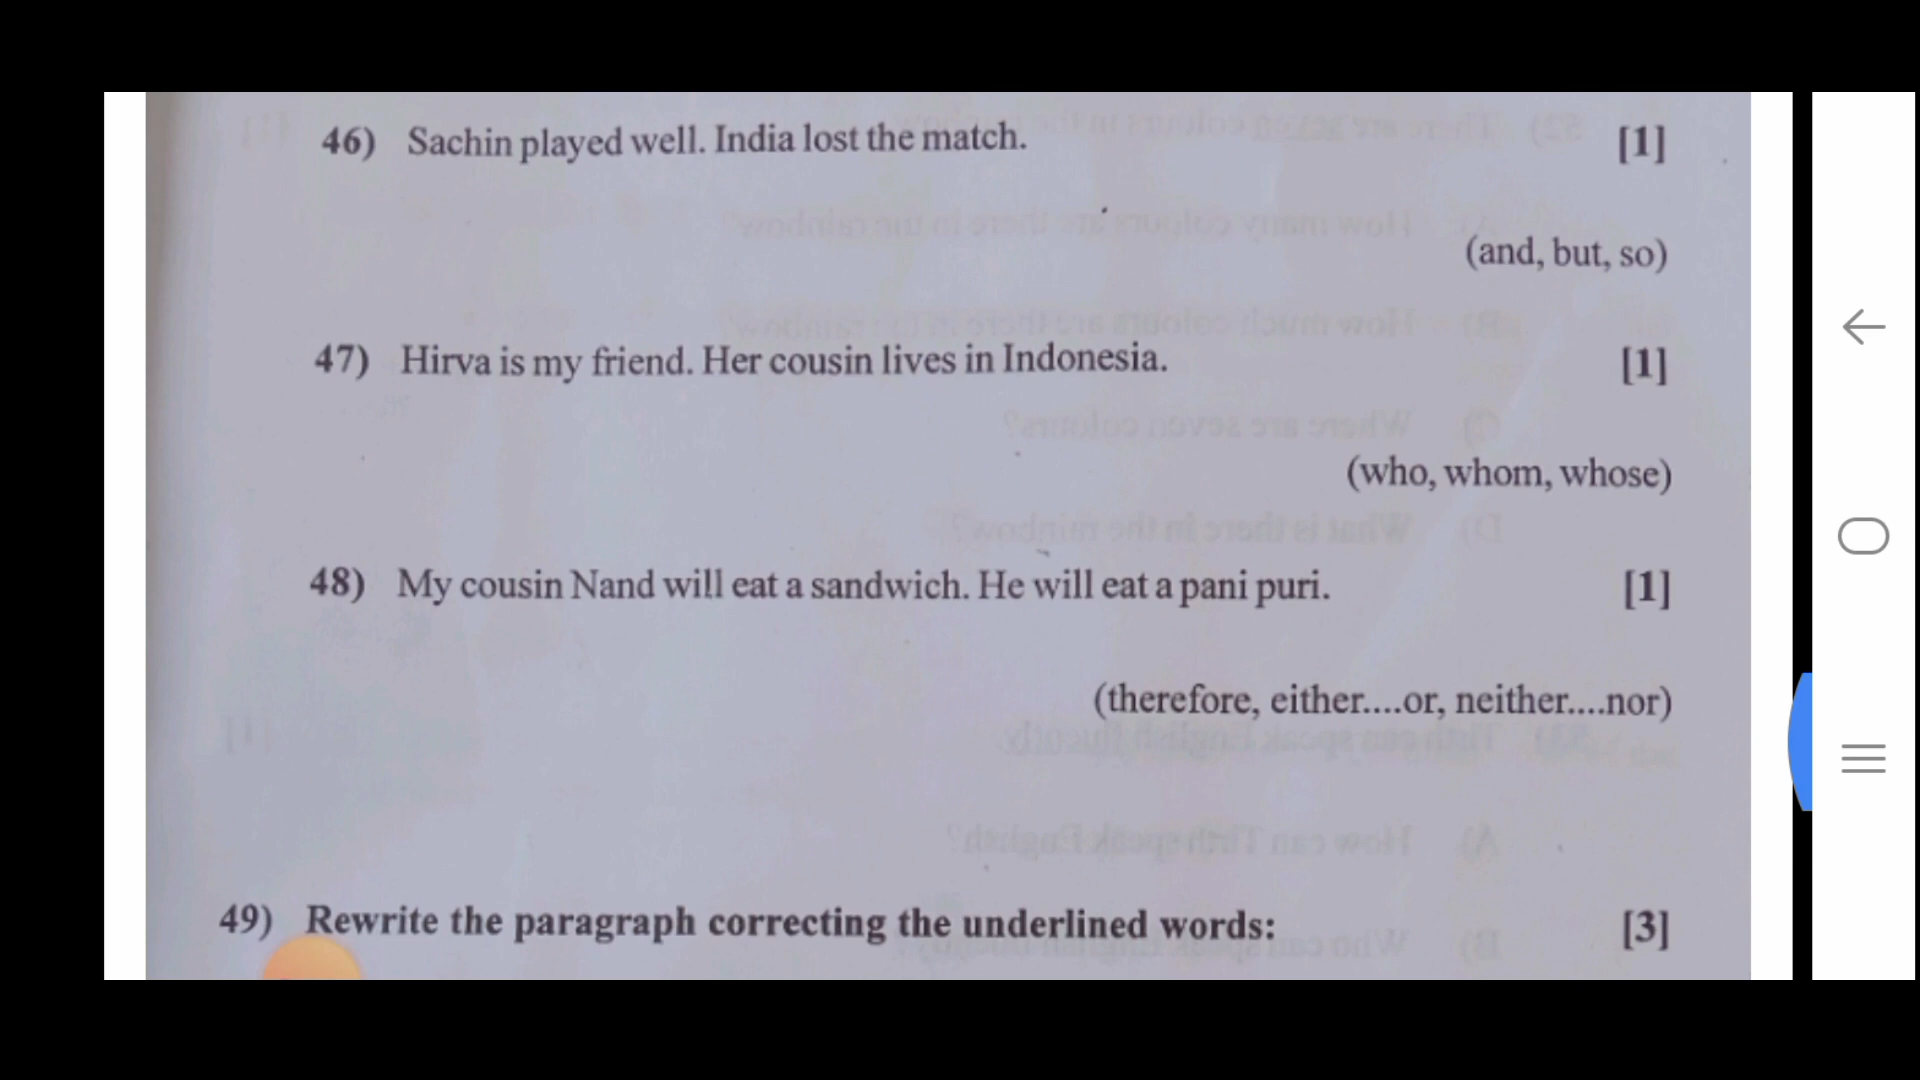 46) Sachin played well. India lost the match. [1]
(and, but, so)
47) Hirva is my friend. Her cousin lives in Indonesia. [1]
(who, whom, whose)
48) My cousin Nand will eat a sandwich. He will eat a pani puri. [1]
(therefore, either....or, neither....nor)
49) Rewrite the paragraph correcting the underlined words: [3]